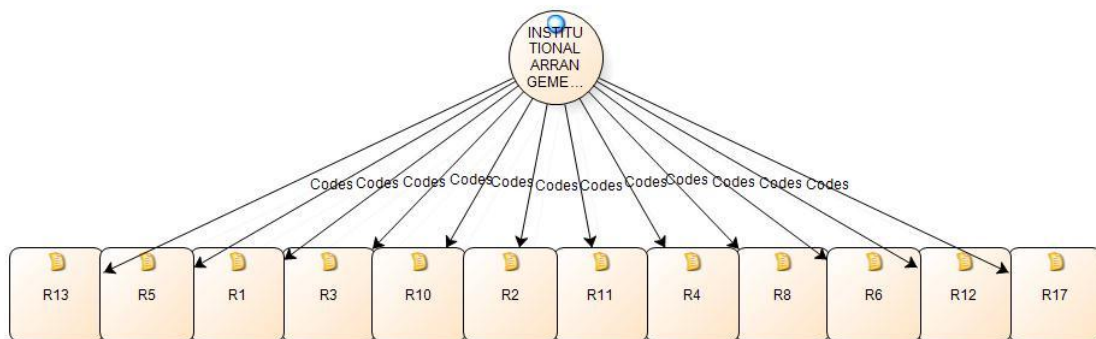 INSTITU
TIONAL
ARRAN
GEME...
Codes Codes Codes Codes Codes Codes Codes Codes Codes Codes Codes Codes
R13 R5 R1 R3 R10 R2 R11 R4 R8 R6 R12 R17